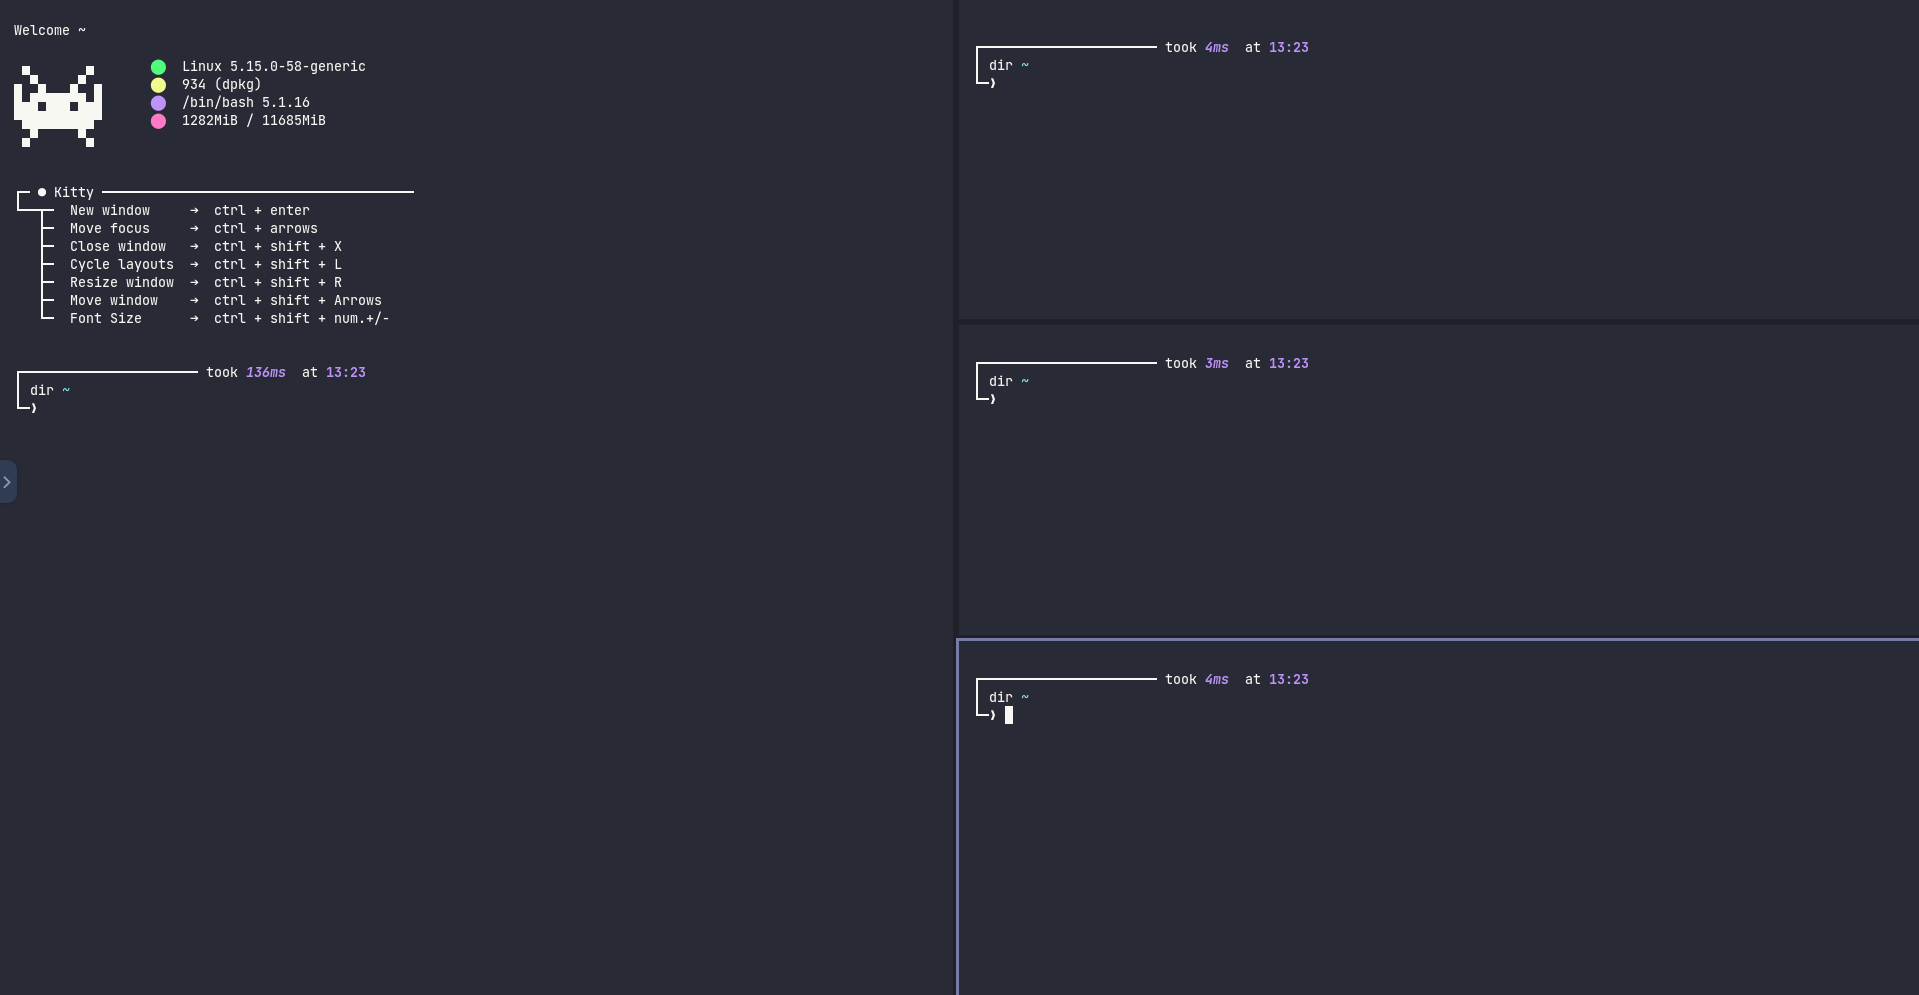 Welcome ~
Linux 5.15.0-58-generic
934 (dpkg)
/bin/bash 5.1.16
1282MiB / 11685MiB
● Kitty
New window ➜ ctrl + enter
Move focus ➜ ctrl + arrows
Close window ➜ ctrl + shift + X
Cycle layouts ➜ ctrl + shift + L
Resize window ➜ ctrl + shift + R
Move window ➜ ctrl + shift + Arrows
Font Size ➜ ctrl + shift + num.+/-
took 136ms at 13:23
dir ~
❱
took 4ms at 13:23
dir ~
❱
took 3ms at 13:23
dir ~
❱
took 4ms at 13:23
dir ~
❱